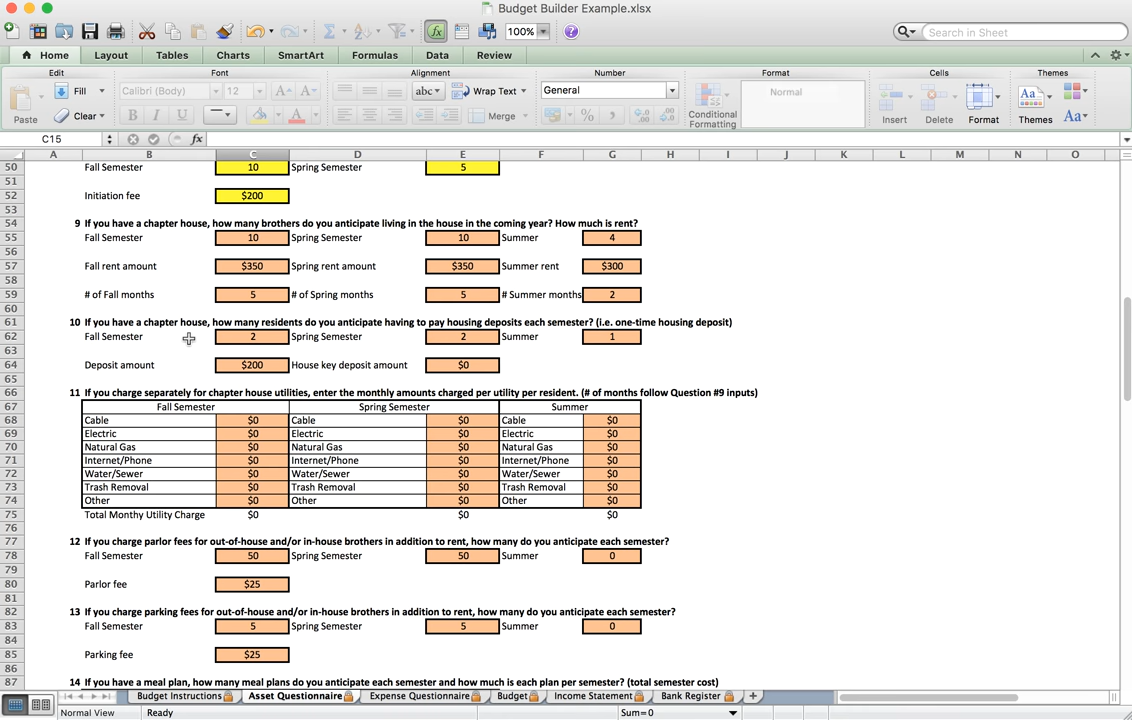 Budget Builder Example.xlsx
100%
Search in Sheet
Home Layout Tables Charts SmartArt Formulas Data Review
Edit Font Alignment Number Format Cells Themes
Fill Calibri (Body) 12 abc Wrap Text General Normal
Paste Clear B I U A Merge % Conditional Formatting Insert Delete Format Themes Aa
C15 fx
A B C D E F G H I J K L M N O
50 Fall Semester 10 Spring Semester 5
51
52 Initiation fee $200
53
54 9 If you have a chapter house, how many brothers do you anticipate living in the house in the coming year? How much is rent?
55 Fall Semester 10 Spring Semester 10 Summer 4
56
57 Fall rent amount $350 Spring rent amount $350 Summer rent $300
58
59 # of Fall months 5 # of Spring months 5 # Summer months 2
60
61 10 If you have a chapter house, how many residents do you anticipate having to pay housing deposits each semester? (i.e. one-time housing deposit)
62 Fall Semester 2 Spring Semester 2 Summer 1
63
64 Deposit amount $200 House key deposit amount $0
65
66 11 If you charge separately for chapter house utilities, enter the monthly amounts charged per utility per resident. (# of months follow Question #9 inputs)
67 Fall Semester Spring Semester Summer
68 Cable $0 Cable $0 Cable $0
69 Electric $0 Electric $0 Electric $0
70 Natural Gas $0 Natural Gas $0 Natural Gas $0
71 Internet/Phone $0 Internet/Phone $0 Internet/Phone $0
72 Water/Sewer $0 Water/Sewer $0 Water/Sewer $0
73 Trash Removal $0 Trash Removal $0 Trash Removal $0
74 Other $0 Other $0 Other $0
75 Total Monthy Utility Charge $0 $0 $0
76
77 12 If you charge parlor fees for out-of-house and/or in-house brothers in addition to rent, how many do you anticipate each semester?
78 Fall Semester 50 Spring Semester 50 Summer 0
79
80 Parlor fee $25
81
82 13 If you charge parking fees for out-of-house and/or in-house brothers in addition to rent, how many do you anticipate each semester?
83 Fall Semester 5 Spring Semester 5 Summer 0
84
85 Parking fee $25
86
87 14 If you have a meal plan, how many meal plans do you anticipate each semester and how much is each plan per semester? (total semester cost)
Budget Instructions Asset Questionnaire Expense Questionnaire Budget Income Statement Bank Register
Normal View Ready Sum=0